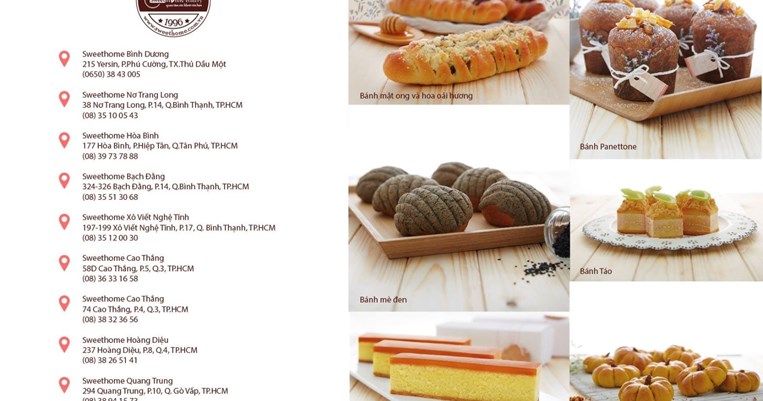 1996
www.sweethome.com.vn
Sweethome Bình Dương
215 Yersin, P.Phú Cường, TX.Thủ Dầu Một
(0650) 38 43 005
Sweethome Nơ Trang Long
38 Nơ Trang Long, P.14, Q.Bình Thạnh, TP.HCM
(08) 35 10 05 43
Sweethome Hòa Bình
177 Hòa Bình, P.Hiệp Tân, Q.Tân Phú, TP.HCM
(08) 39 73 78 88
Sweethome Bạch Đằng
324-326 Bạch Đằng, P.14, Q.Bình Thạnh, TP.HCM
(08) 35 51 30 68
Sweethome Xô Viết Nghệ Tĩnh
197-199 Xô Viết Nghệ Tĩnh, P.17, Q. Bình Thạnh, TP.HCM
(08) 35 12 00 30
Sweethome Cao Thắng
58D Cao Thắng, P.5, Q.3, TP.HCM
(08) 36 33 16 58
Sweethome Cao Thắng
74 Cao Thắng, P.4, Q.3, TP.HCM
(08) 38 32 36 56
Sweethome Hoàng Diệu
237 Hoàng Diệu, P.8, Q.4, TP.HCM
(08) 38 26 51 41
Sweethome Quang Trung
294 Quang Trung, P.10, Q. Gò Vấp, TP.HCM
(08) 38 94 15 73
Bánh mật ong và hoa oải hương
Bánh Panettone
Bánh mè đen
Bánh Táo